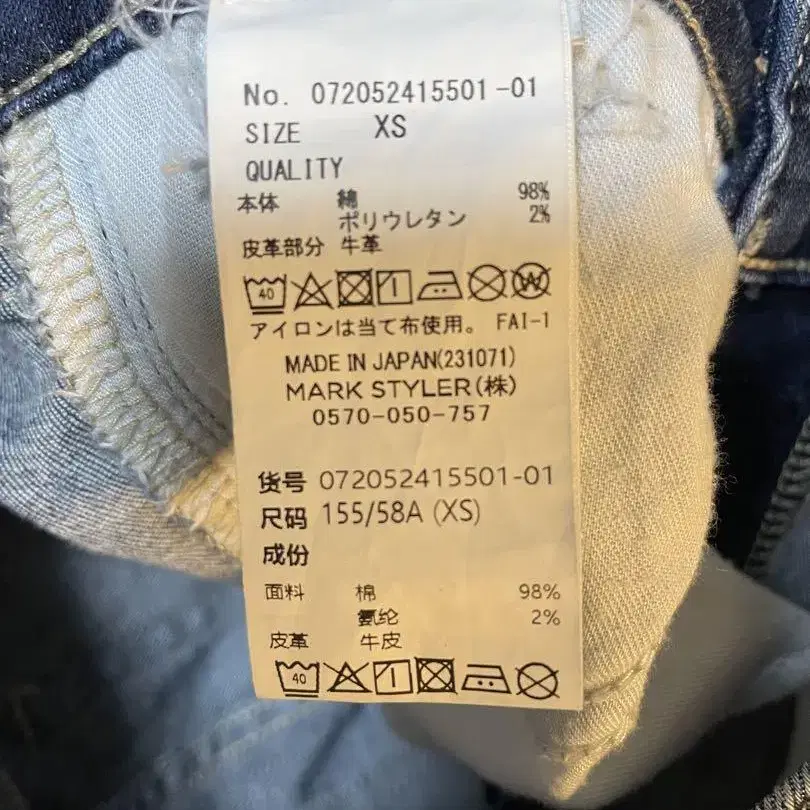 No. 072052415501-01
SIZE XS
QUALITY
本体 綿 98%
ポリウレタン 2%
皮革部分 牛革
40 W
アイロンは当て布使用。 FAI-1
MADE IN JAPAN(231071)
MARK STYLER(株)
0570-050-757
货号 072052415501-01
尺码 155/58A (XS)
成份
面料 棉 98%
氨纶 2%
皮革 牛皮
40